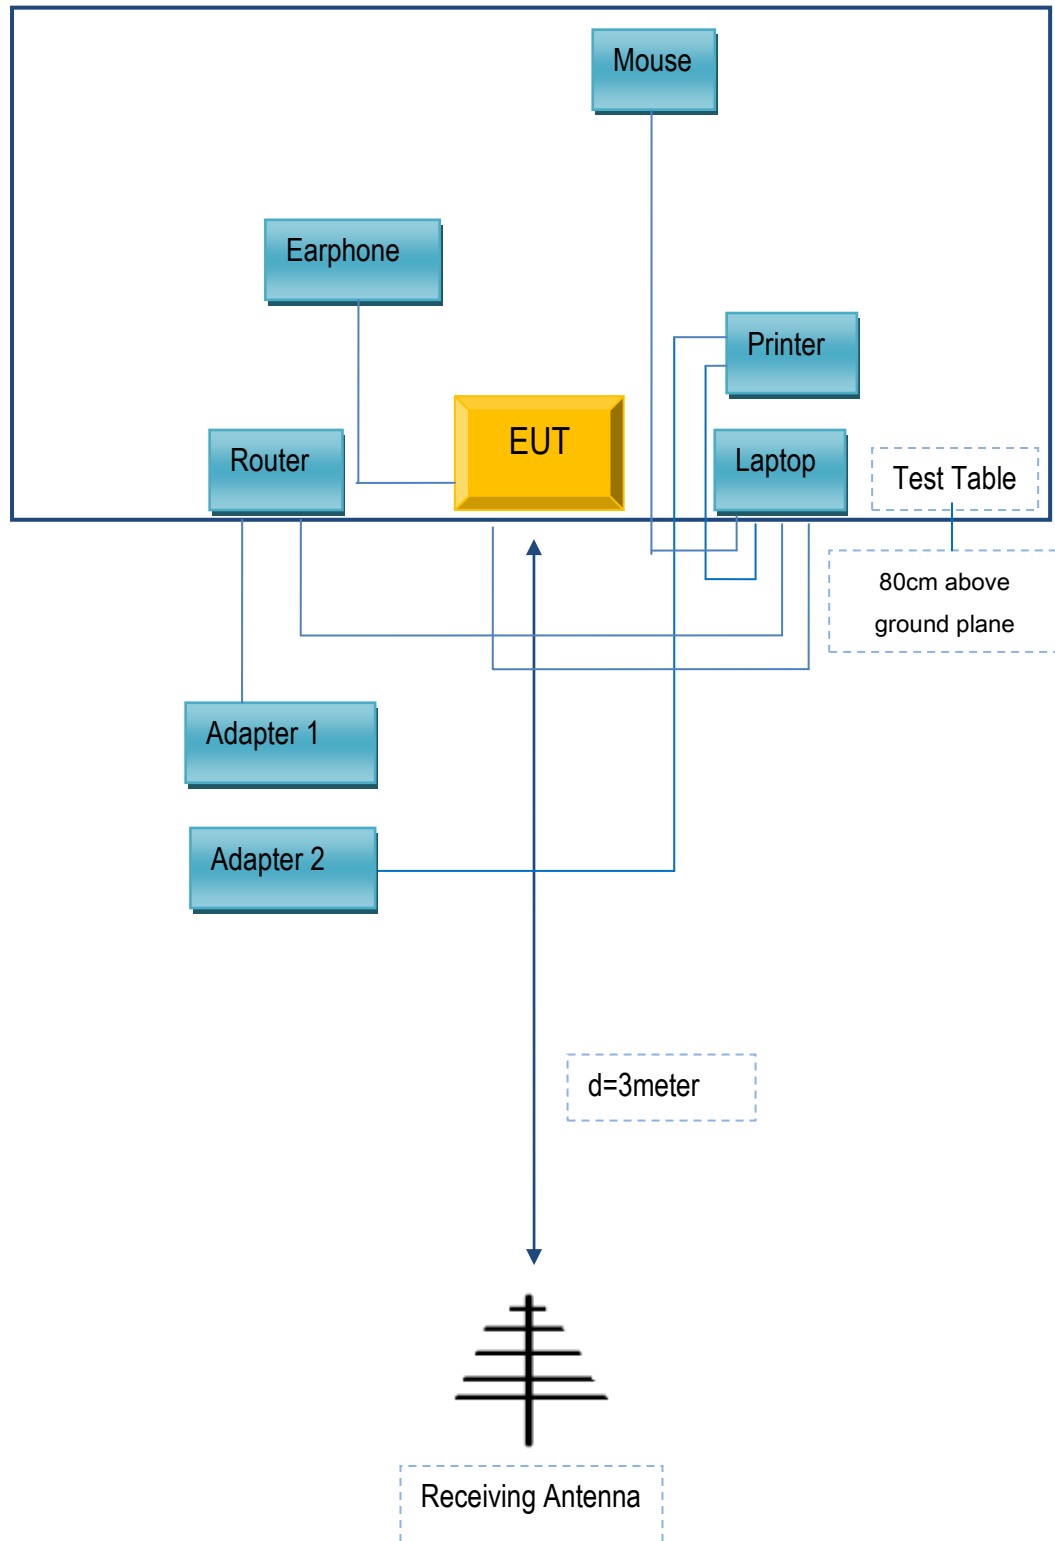 Mouse
Earphone
Printer
EUT
Router
Laptop
Test Table
80cm above
ground plane
Adapter 1
Adapter 2
d=3meter
Receiving Antenna